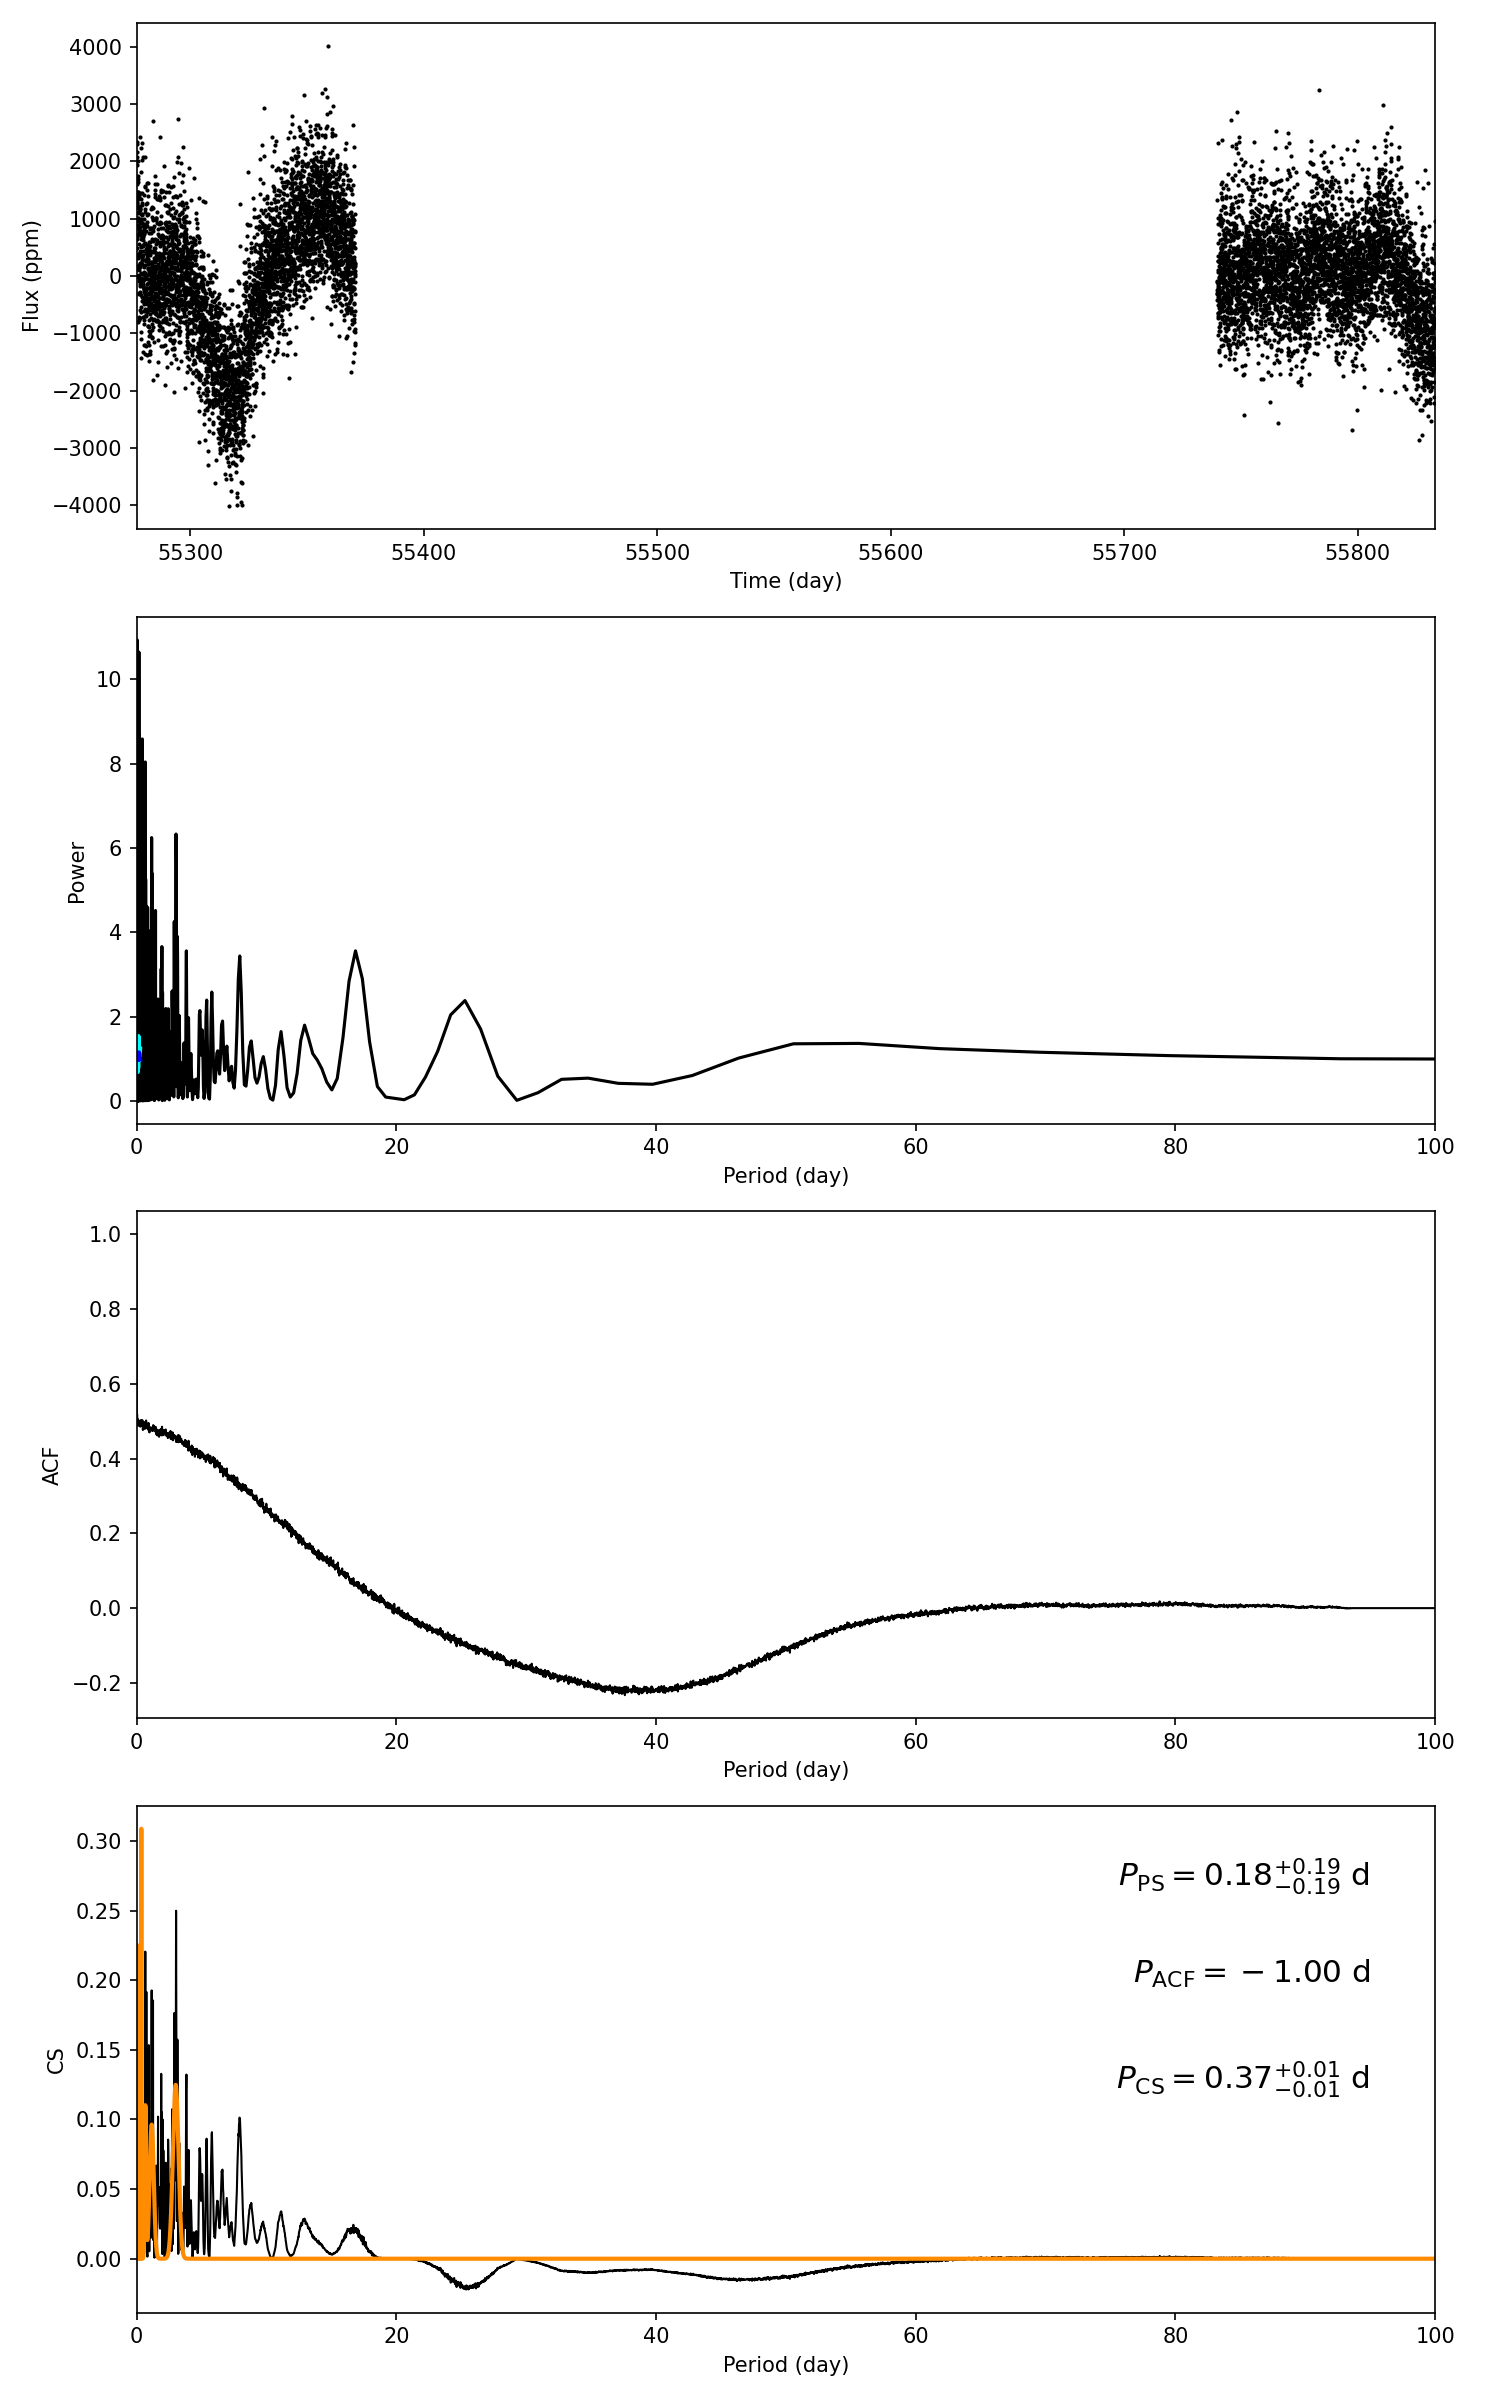 4000
3000
2000
1000
0
−1000
−2000
−3000
−4000
Flux (ppm)
55300 55400 55500 55600 55700 55800
Time (day)
10
8
6
4
2
0
Power
0 20 40 60 80 100
Period (day)
1.0
0.8
0.6
0.4
0.2
0.0
−0.2
ACF
0 20 40 60 80 100
Period (day)
0.30
0.25
0.20
0.15
0.10
0.05
0.00
CS
P_PS = 0.18^{+0.19}_{−0.19} d
P_ACF = −1.00 d
P_CS = 0.37^{+0.01}_{−0.01} d
0 20 40 60 80 100
Period (day)